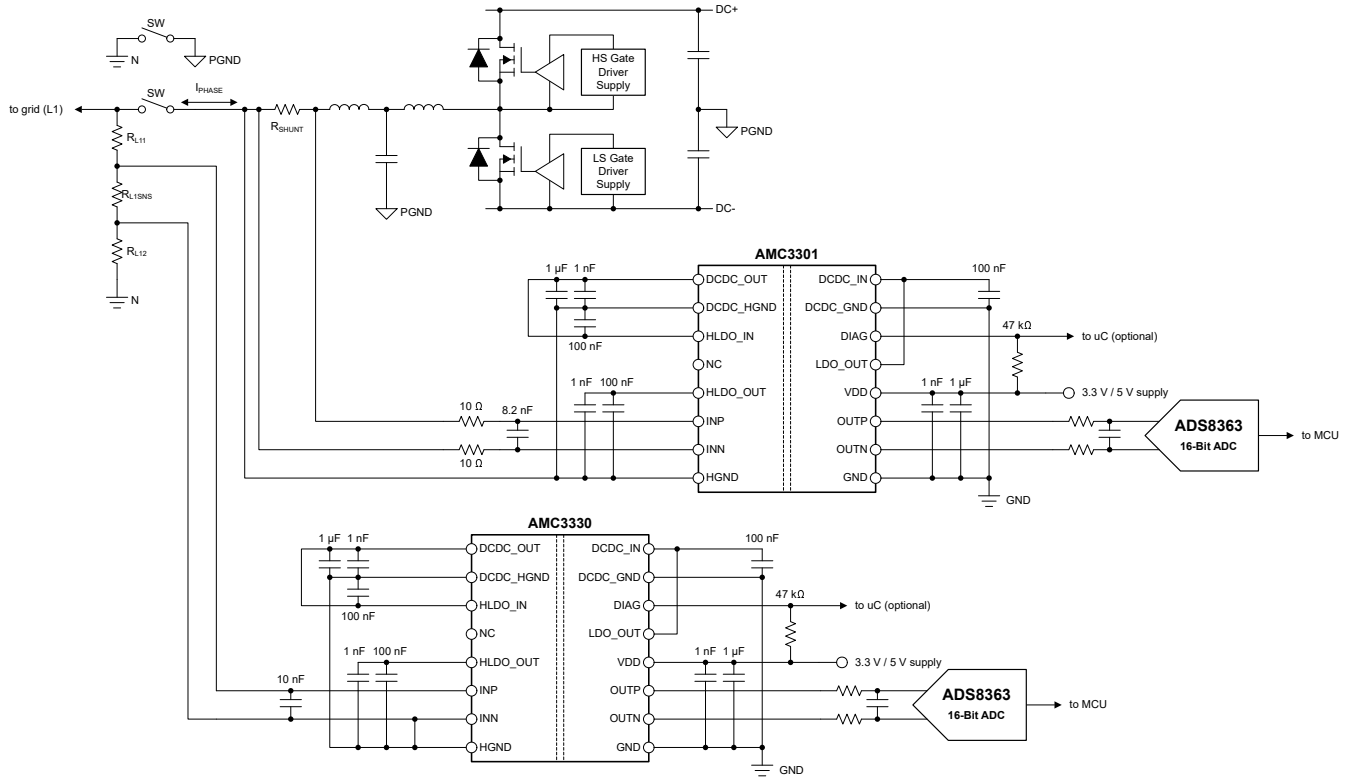 DC+
SW
N
PGND
HS Gate
Driver
Supply
SW
I_PHASE
to grid (L1)
R_SHUNT
R_L11
PGND
R_L1SNS
LS Gate
Driver
Supply
PGND
DC-
R_L12
N
AMC3301
1 µF 1 nF
DCDC_OUT
DCDC_IN
100 nF
DCDC_HGND
DCDC_GND
47 kΩ
HLDO_IN
DIAG
to uC (optional)
100 nF
NC
LDO_OUT
1 nF 100 nF
HLDO_OUT
VDD
1 nF 1 µF
3.3 V / 5 V supply
10 Ω
8.2 nF
INP
OUTP
ADS8363
16-Bit ADC
to MCU
10 Ω
INN
OUTN
HGND
GND
GND
AMC3330
1 µF 1 nF
DCDC_OUT
DCDC_IN
100 nF
DCDC_HGND
DCDC_GND
47 kΩ
HLDO_IN
DIAG
to uC (optional)
100 nF
NC
LDO_OUT
1 nF 100 nF
HLDO_OUT
VDD
1 nF 1 µF
3.3 V / 5 V supply
10 nF
INP
OUTP
ADS8363
16-Bit ADC
to MCU
INN
OUTN
HGND
GND
GND